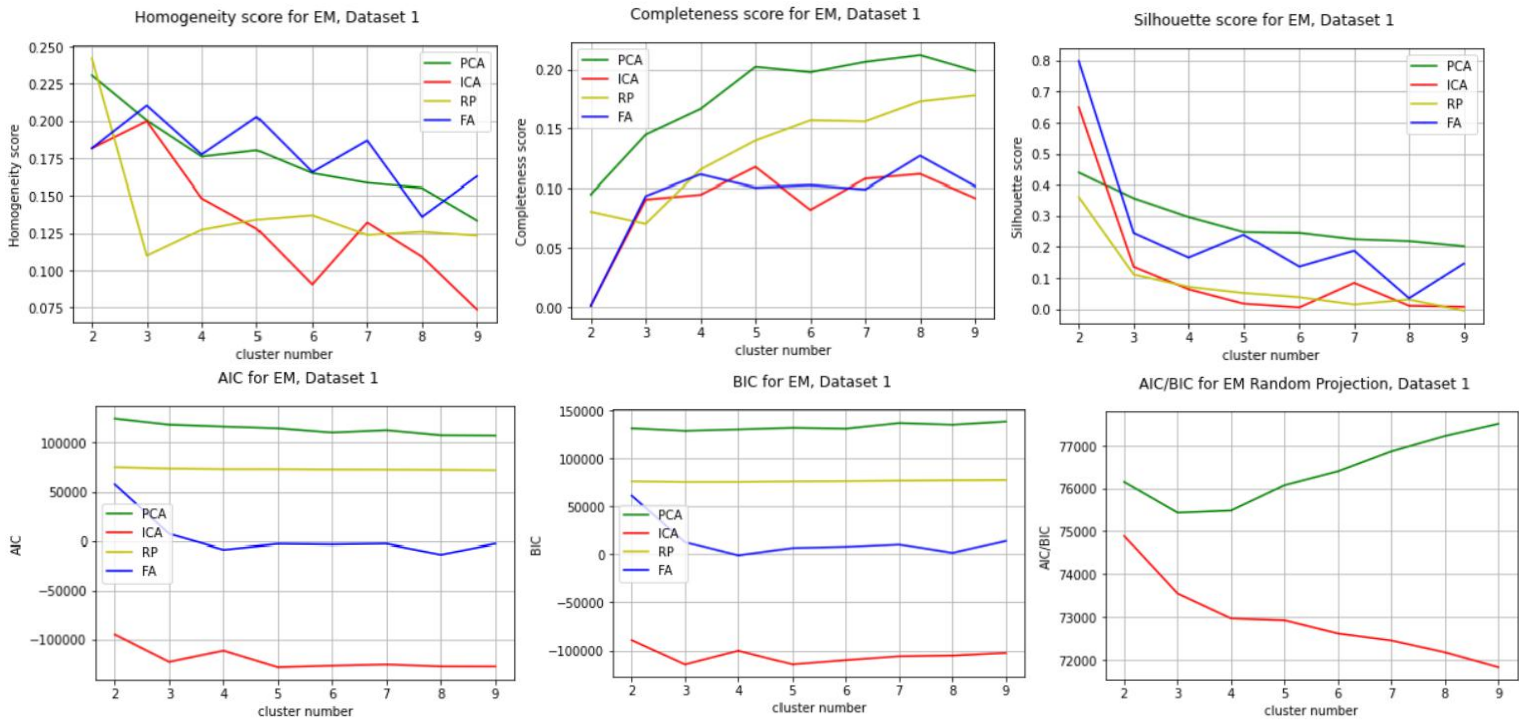 Homogeneity score for EM, Dataset 1
Homogeneity score
0.250
0.225
0.200
0.175
0.150
0.125
0.100
0.075
PCA
ICA
RP
FA
2 3 4 5 6 7 8 9
cluster number
Completeness score for EM, Dataset 1
Completeness score
0.20
0.15
0.10
0.05
0.00
PCA
ICA
RP
FA
2 3 4 5 6 7 8 9
cluster number
Silhouette score for EM, Dataset 1
Silhouette score
0.8
0.7
0.6
0.5
0.4
0.3
0.2
0.1
0.0
PCA
ICA
RP
FA
2 3 4 5 6 7 8 9
cluster number
AIC for EM, Dataset 1
AIC
100000
50000
0
−50000
−100000
PCA
ICA
RP
FA
2 3 4 5 6 7 8 9
cluster number
BIC for EM, Dataset 1
BIC
150000
100000
50000
0
−50000
−100000
PCA
ICA
RP
FA
2 3 4 5 6 7 8 9
cluster number
AIC/BIC for EM Random Projection, Dataset 1
AIC/BIC
77000
76000
75000
74000
73000
72000
2 3 4 5 6 7 8 9
cluster number